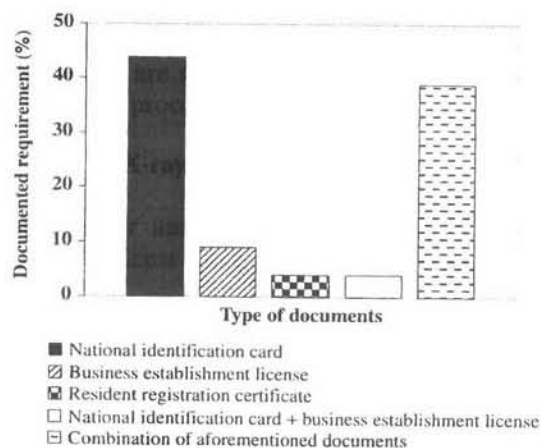 50
40
30
20
10
0
Documented requirement (%)
Type of documents
National identification card
Business establishment license
Resident registration certificate
National identification card + business establishment license
Combination of aforementioned documents